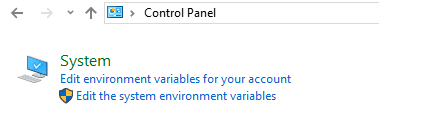 Control Panel
System
Edit environment variables for your account
Edit the system environment variables